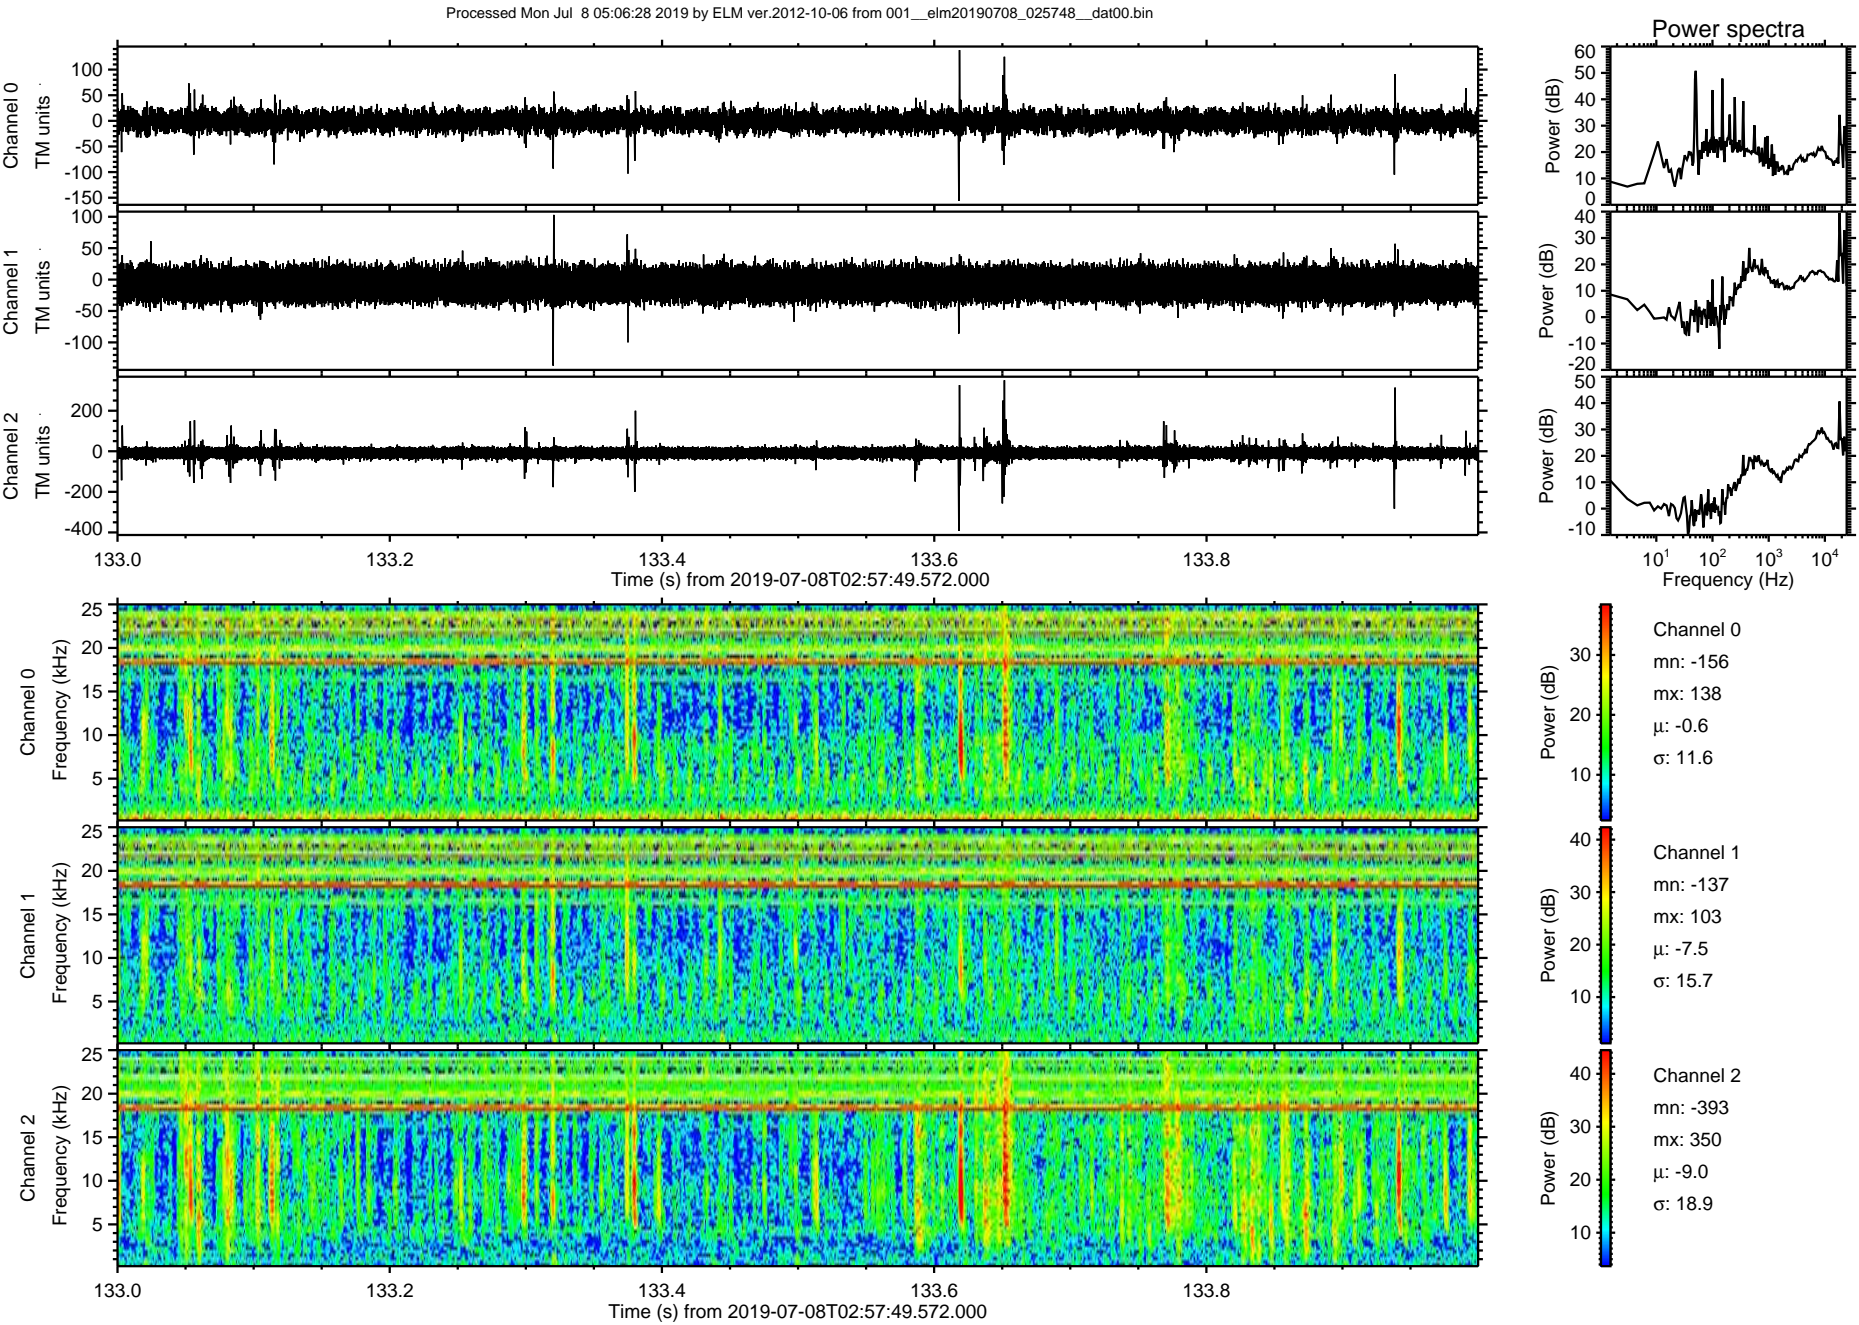 Processed Mon Jul  8 05:06:28 2019 by ELM ver.2012-10-06 from 001__elm20190708_025748__dat00.bin
Power spectra
Channel 0
TM units
100
50
0
-50
-100
-150
Power (dB)
60
50
40
30
20
10
0
Channel 1
TM units
100
50
0
-50
-100
Power (dB)
40
30
20
10
0
-10
-20
Channel 2
TM units
200
0
-200
-400
Power (dB)
50
40
30
20
10
0
-10
133.0 133.2 133.4 133.6 133.8
Time (s) from 2019-07-08T02:57:49.572.000
10^1 10^2 10^3 10^4
Frequency (Hz)
Channel 0
Frequency (kHz)
25
20
15
10
5
Power (dB)
30
20
10
Channel 0
mn: -156
mx: 138
μ: -0.6
σ: 11.6
Channel 1
Frequency (kHz)
25
20
15
10
5
Power (dB)
40
30
20
10
Channel 1
mn: -137
mx: 103
μ: -7.5
σ: 15.7
Channel 2
Frequency (kHz)
25
20
15
10
5
Power (dB)
40
30
20
10
Channel 2
mn: -393
mx: 350
μ: -9.0
σ: 18.9
133.0 133.2 133.4 133.6 133.8
Time (s) from 2019-07-08T02:57:49.572.000